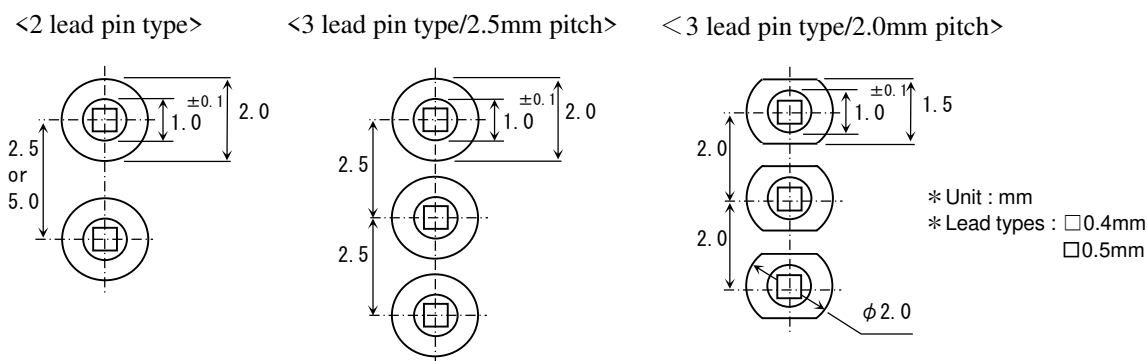 <2 lead pin type>
<3 lead pin type/2.5mm pitch>
＜3 lead pin type/2.0mm pitch>
±0.1
1.0
2.0
2.5
or
5.0
±0.1
1.0
2.0
2.5
2.5
±0.1
1.0
1.5
2.0
2.0
φ2.0
＊Unit : mm
＊Lead types : □0.4mm
□0.5mm